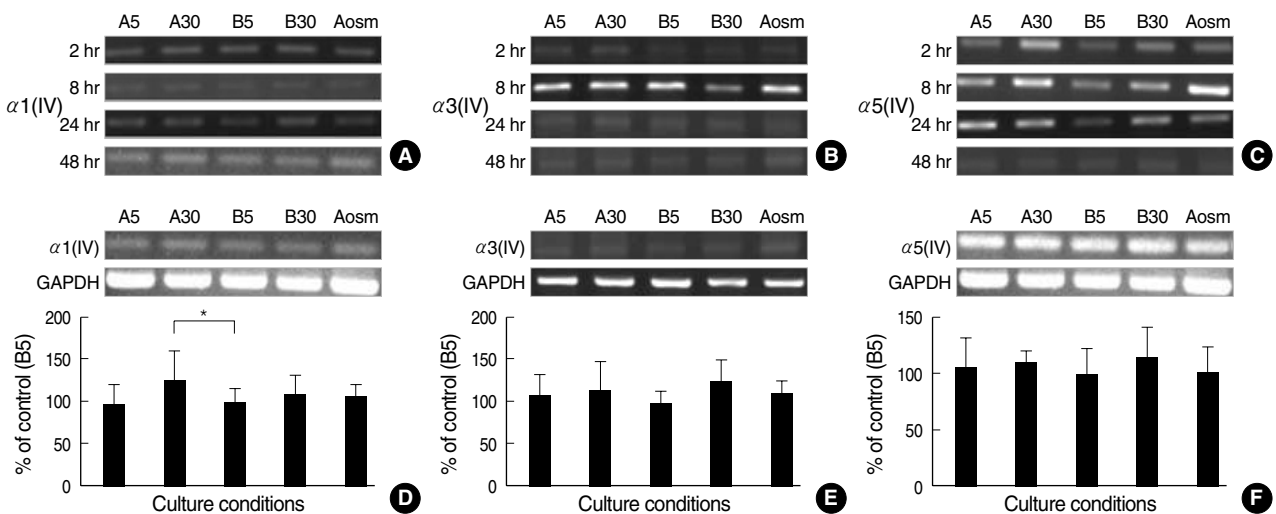 A5 A30 B5 B30 Aosm
2 hr
8 hr
α1(IV)
24 hr
48 hr
A
A5 A30 B5 B30 Aosm
2 hr
8 hr
α3(IV)
24 hr
48 hr
B
A5 A30 B5 B30 Aosm
2 hr
8 hr
α5(IV)
24 hr
48 hr
C
A5 A30 B5 B30 Aosm
α1(IV)
GAPDH
200
150
100
50
0
% of control (B5)
*
Culture conditions
D
A5 A30 B5 B30 Aosm
α3(IV)
GAPDH
200
150
100
50
0
% of control (B5)
Culture conditions
E
A5 A30 B5 B30 Aosm
α5(IV)
GAPDH
150
100
50
0
% of control (B5)
Culture conditions
F